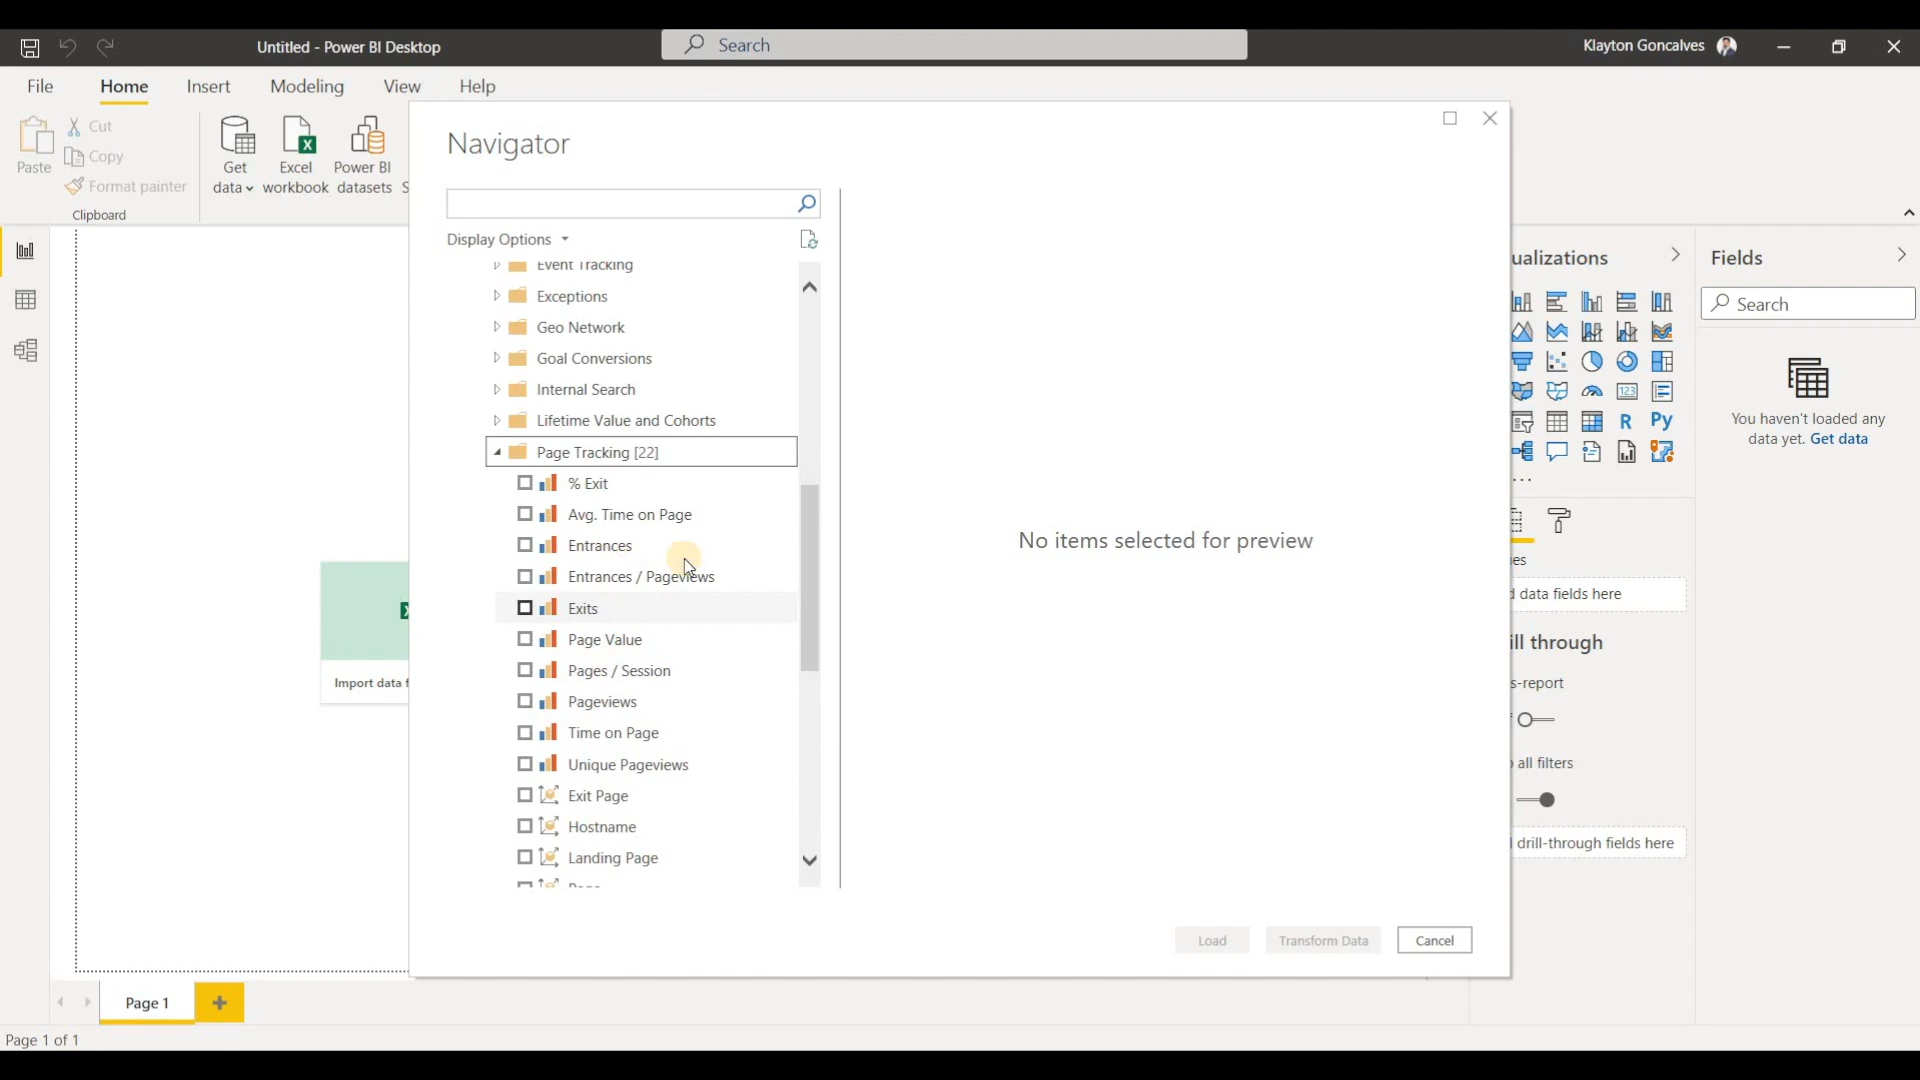 Untitled - Power BI Desktop
Search
Klayton Goncalves
File Home Insert Modeling View Help
Paste
Cut
Copy
Format painter
Clipboard
Get data
Excel workbook
Power BI datasets
Navigator
Display Options
Event Tracking
Exceptions
Geo Network
Goal Conversions
Internal Search
Lifetime Value and Cohorts
Page Tracking [22]
% Exit
Avg. Time on Page
Entrances
Entrances / Pageviews
Exits
Page Value
Pages / Session
Pageviews
Time on Page
Unique Pageviews
Exit Page
Hostname
Landing Page
No items selected for preview
Load
Transform Data
Cancel
Import data f
ualizations
R
Py
123
es
d data fields here
ill through
s-report
all filters
drill-through fields here
Fields
Search
You haven't loaded any
data yet. Get data
Page 1
Page 1 of 1